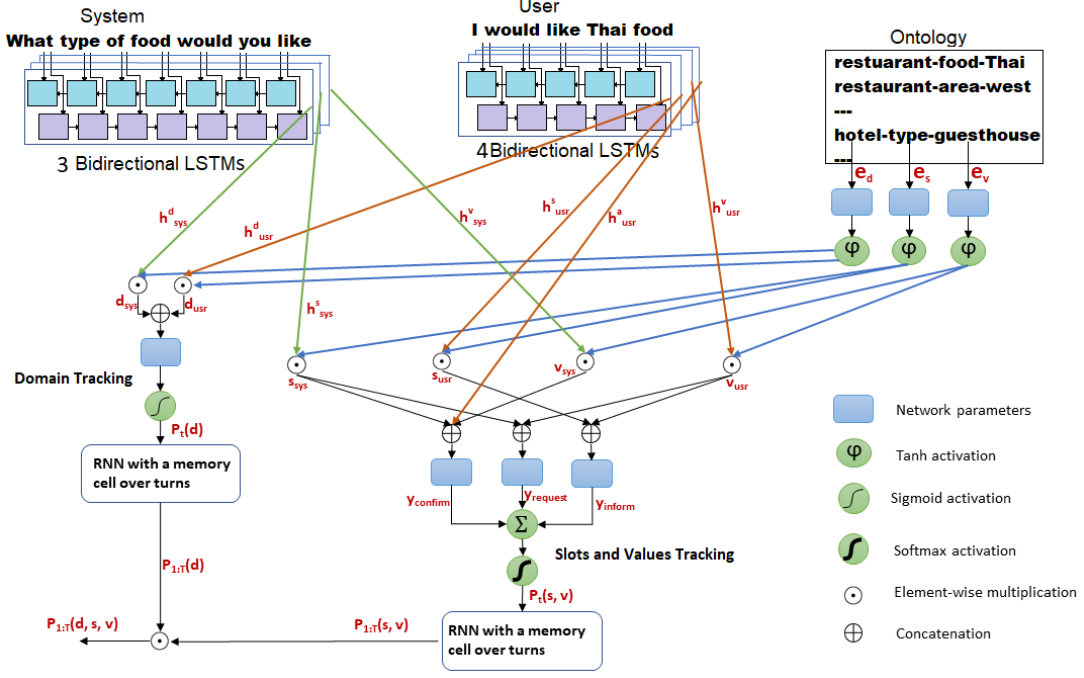 System
What type of food would you like
3 Bidirectional LSTMs
User
I would like Thai food
4Bidirectional LSTMs
Ontology
restuarant-food-Thai
restaurant-area-west
---
hotel-type-guesthouse
---
e_d
e_s
e_v
φ
φ
φ
h^d_sys
h^d_usr
h^s_sys
h^v_sys
h^s_usr
h^a_usr
h^v_usr
d_sys
d_usr
s_sys
s_usr
v_sys
v_usr
Domain Tracking
P_t(d)
RNN with a memory
cell over turns
P_1:T(d)
y_confirm
y_request
y_inform
Σ
Slots and Values Tracking
P_t(s, v)
RNN with a memory
cell over turns
P_1:T(s, v)
P_1:T(d, s, v)
Network parameters
φ
Tanh activation
Sigmoid activation
Softmax activation
Element-wise multiplication
Concatenation